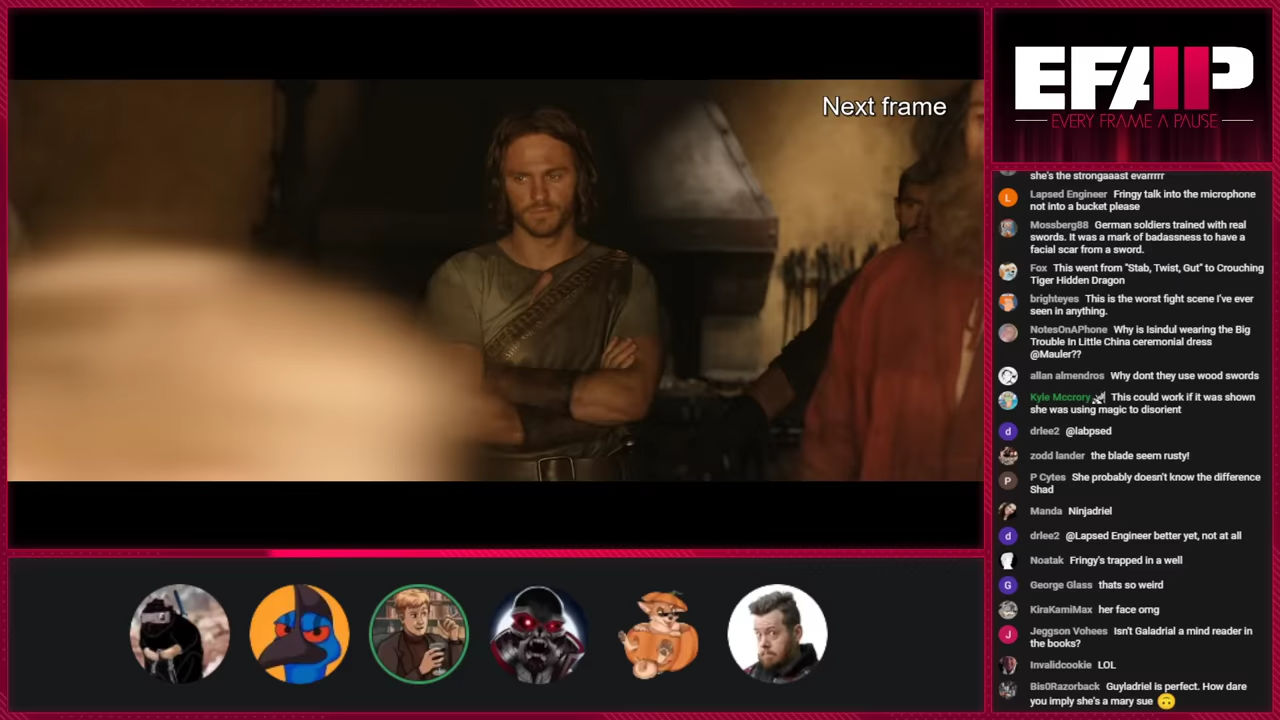 Next frame
EFAP
EVERY FRAME A PAUSE
she's the strongaaast evarrrrr
L Lapsed Engineer Fringy talk into the microphone
not into a bucket please
Mossberg88 German soldiers trained with real
swords. It was a mark of badassness to have a
facial scar from a sword.
Fox This went from "Stab, Twist, Gut" to Crouching
Tiger Hidden Dragon
brighteyes This is the worst fight scene I've ever
seen in anything.
NotesOnAPhone Why is Isindul wearing the Big
Trouble In Little China ceremonial dress
@Mauler??
allan almendros Why dont they use wood swords
Kyle Mccrory This could work if it was shown
she was using magic to disorient
d drlee2 @labpsed
zodd lander the blade seem rusty!
P P Cytes She probably doesn't know the difference
Shad
Manda Ninjadriel
d drlee2 @Lapsed Engineer better yet, not at all
Noatak Fringy's trapped in a well
G George Glass thats so weird
KiraKamiMax her face omg
J Jeggson Vohees Isn't Galadrial a mind reader in
the books?
Invalidcookie LOL
Bis0Razorback Guyladriel is perfect. How dare
you imply she's a mary sue 🙃